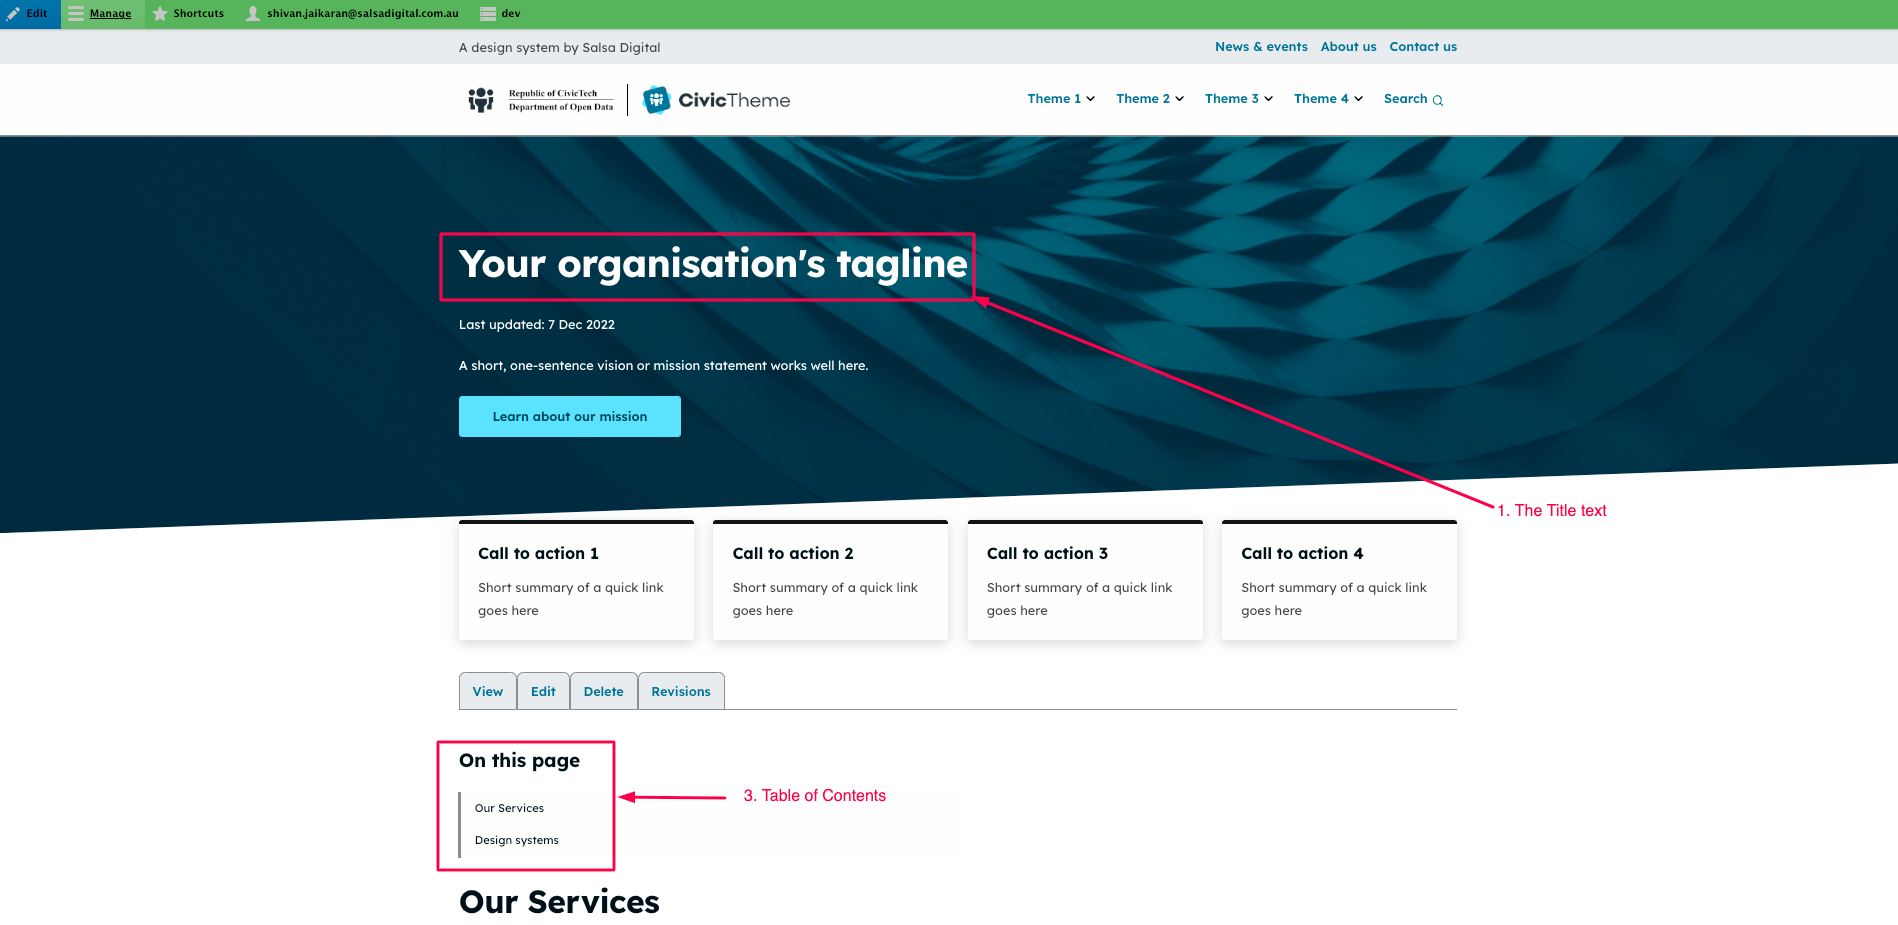 Edit Manage Shortcuts shivan.jaikaran@salsadigital.com.au dev
A design system by Salsa Digital
News & events About us Contact us
Republic of CivicTech
Department of Open Data
CivicTheme
Theme 1 Theme 2 Theme 3 Theme 4 Search
Your organisation's tagline
Last updated: 7 Dec 2022
A short, one-sentence vision or mission statement works well here.
Learn about our mission
1. The Title text
Call to action 1
Short summary of a quick link
goes here
Call to action 2
Short summary of a quick link
goes here
Call to action 3
Short summary of a quick link
goes here
Call to action 4
Short summary of a quick link
goes here
View Edit Delete Revisions
On this page
Our Services
Design systems
3. Table of Contents
Our Services